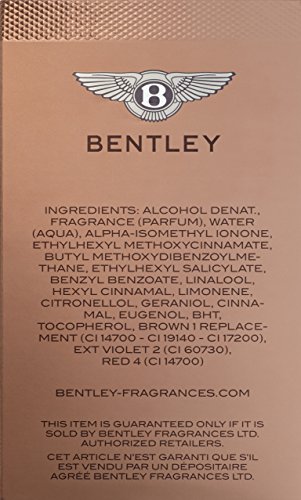 B
BENTLEY
INGREDIENTS: ALCOHOL DENAT.,
FRAGRANCE (PARFUM), WATER
(AQUA), ALPHA-ISOMETHYL IONONE,
ETHYLHEXYL METHOXYCINNAMATE,
BUTYL METHOXYDIBENZOYLME-
THANE, ETHYLHEXYL SALICYLATE,
BENZYL BENZOATE, LINALOOL,
HEXYL CINNAMAL, LIMONENE,
CITRONELLOL, GERANIOL, CINNA-
MAL, EUGENOL, BHT,
TOCOPHEROL, BROWN 1 REPLACE-
MENT (CI 14700 - CI 19140 - CI 17200),
EXT VIOLET 2 (CI 60730),
RED 4 (CI 14700)
BENTLEY-FRAGRANCES.COM
THIS ITEM IS GUARANTEED ONLY IF IT IS
SOLD BY BENTLEY FRAGRANCES LTD.
AUTHORIZED RETAILERS.
CET ARTICLE N'EST GARANTI QUE S'IL
EST VENDU PAR UN DÉPOSITAIRE
AGRÉE BENTLEY FRAGRANCES LTD.